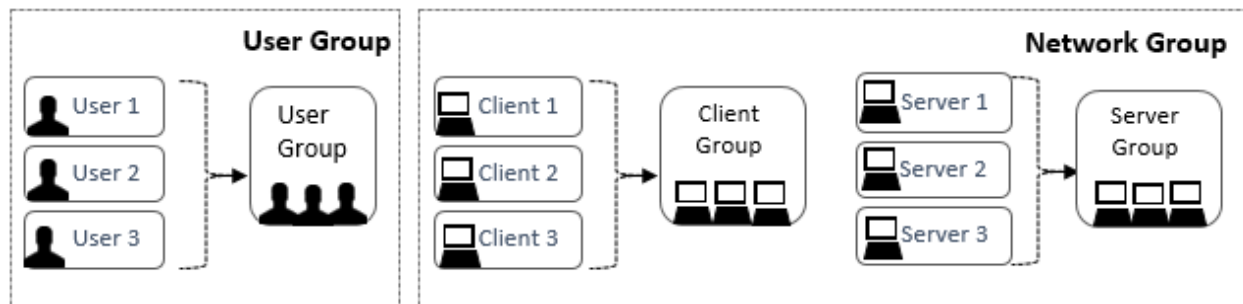 User Group
User 1
User 2
User 3
User
Group
Network Group
Client 1
Client 2
Client 3
Client
Group
Server 1
Server 2
Server 3
Server
Group